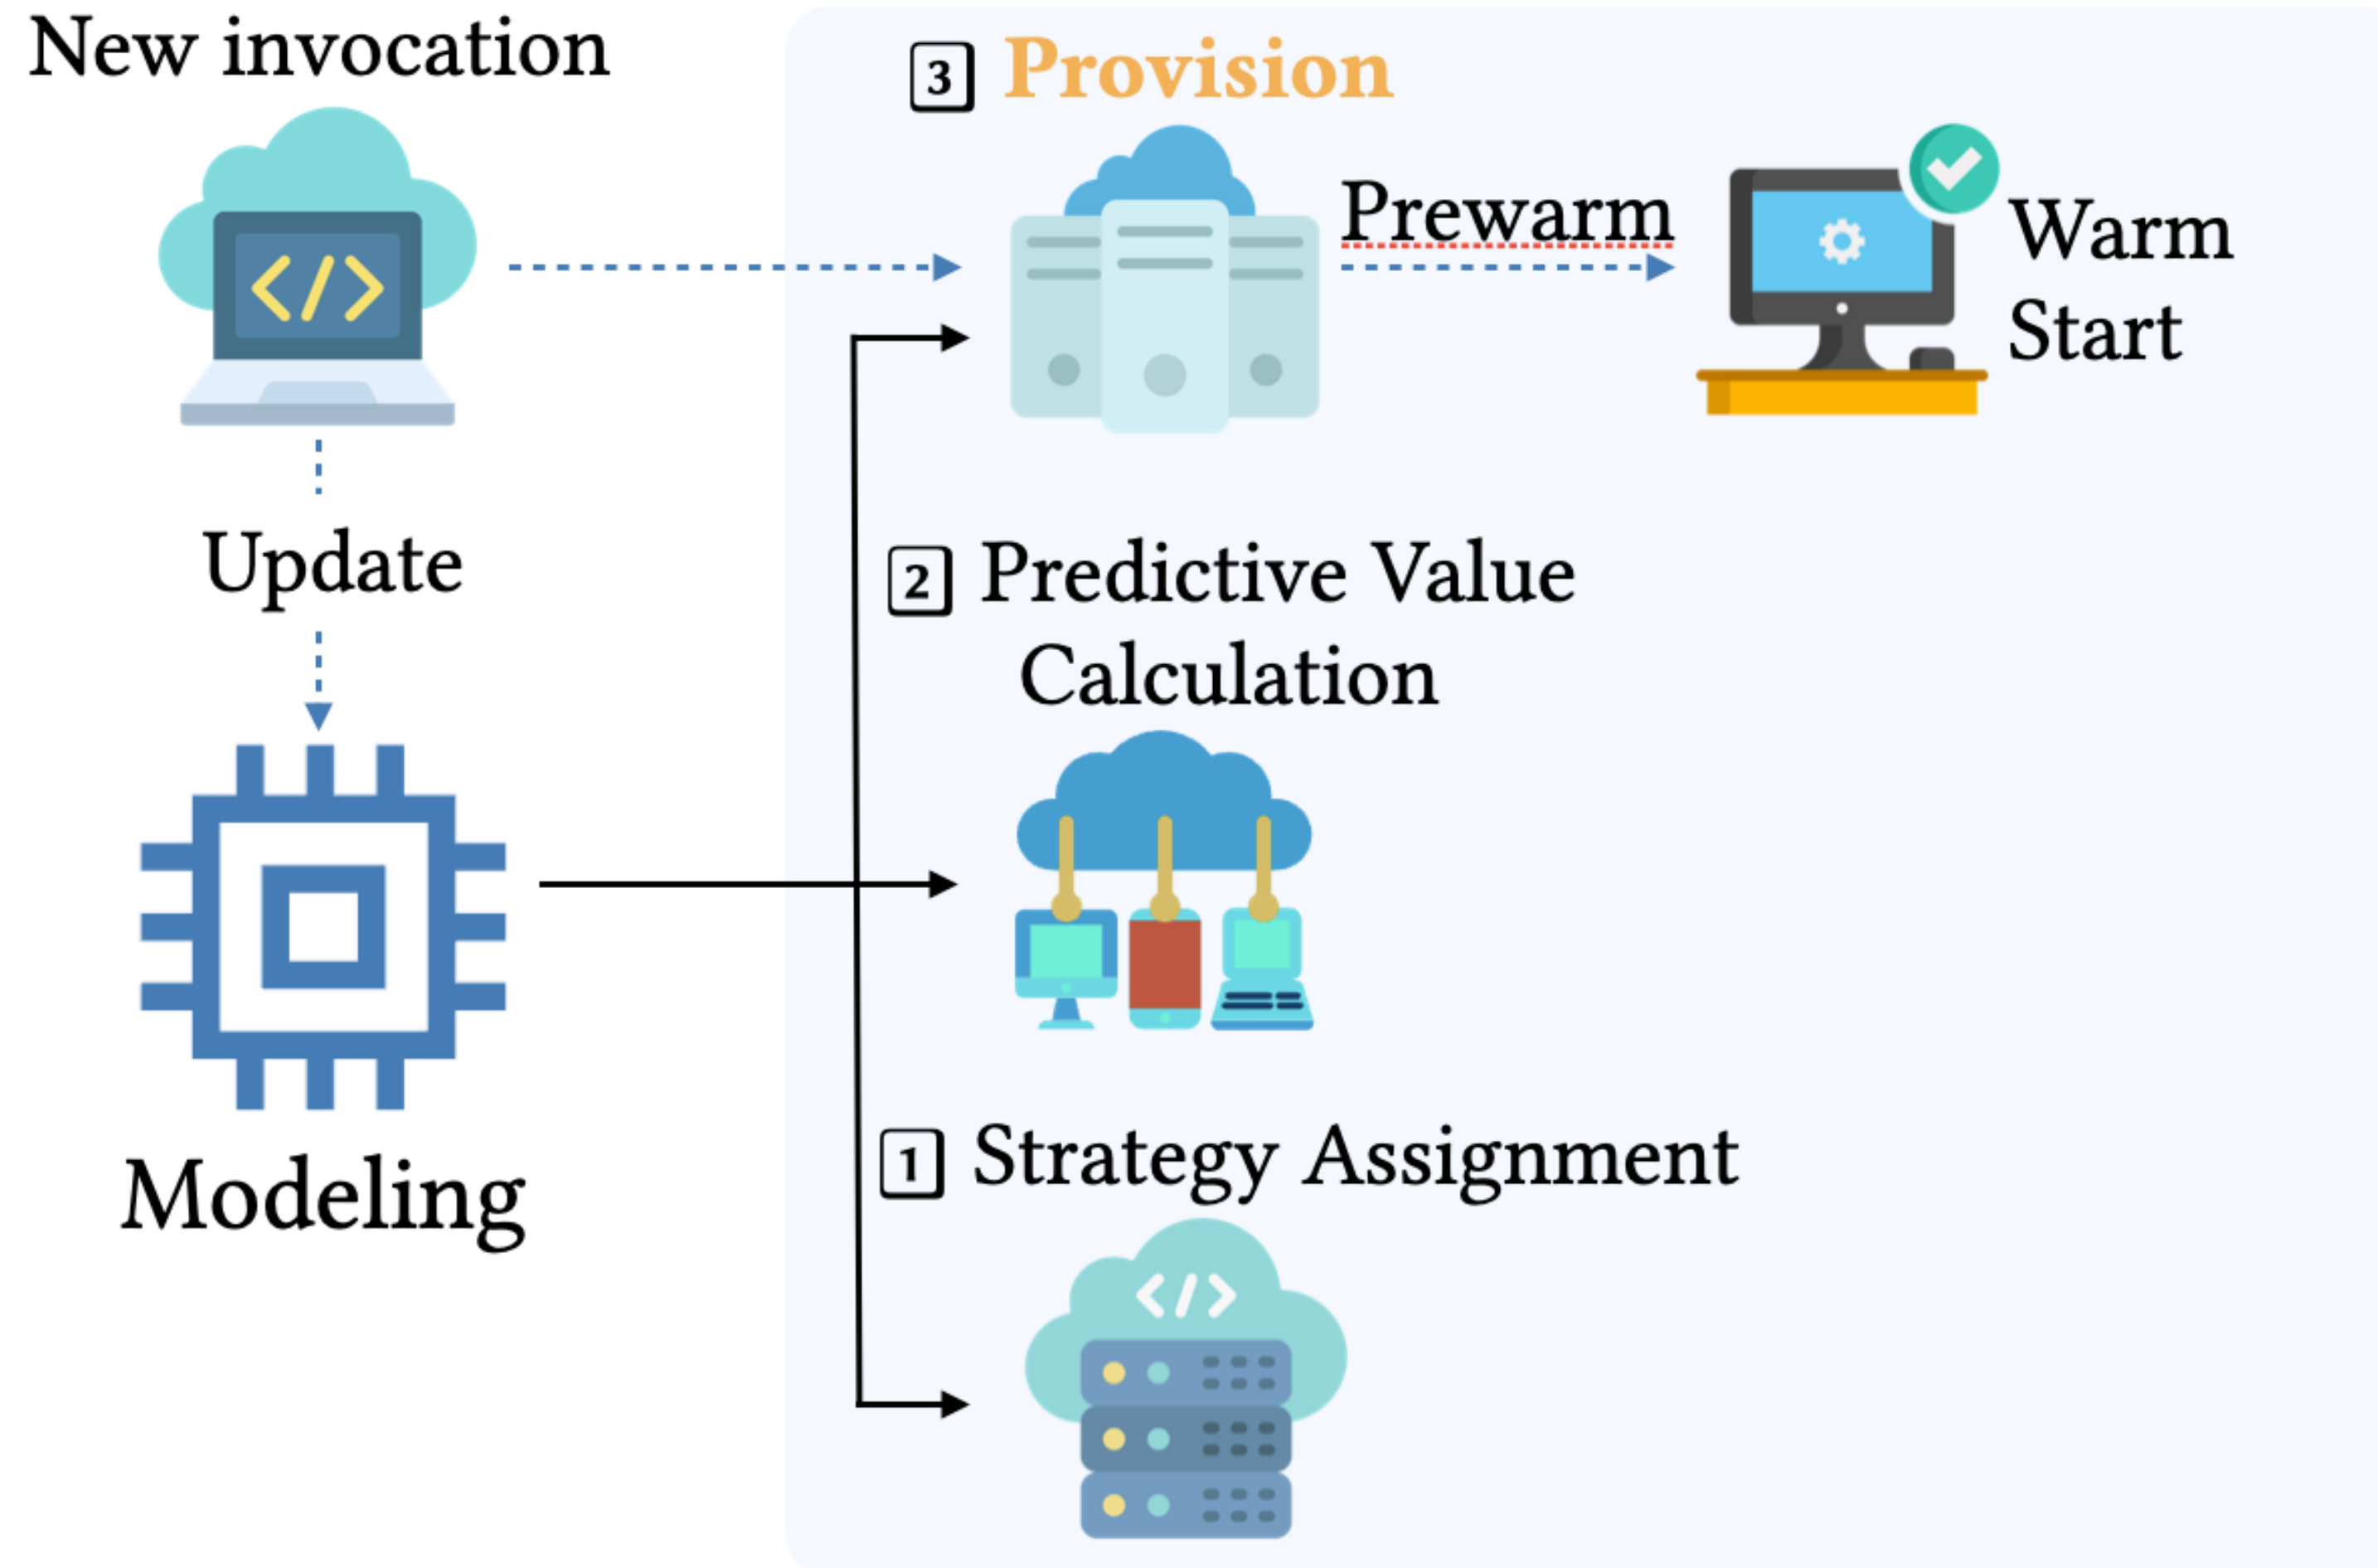 New invocation
3 Provision
Prewarm
Warm
Start
Update
2 Predictive Value
Calculation
Modeling
1 Strategy Assignment